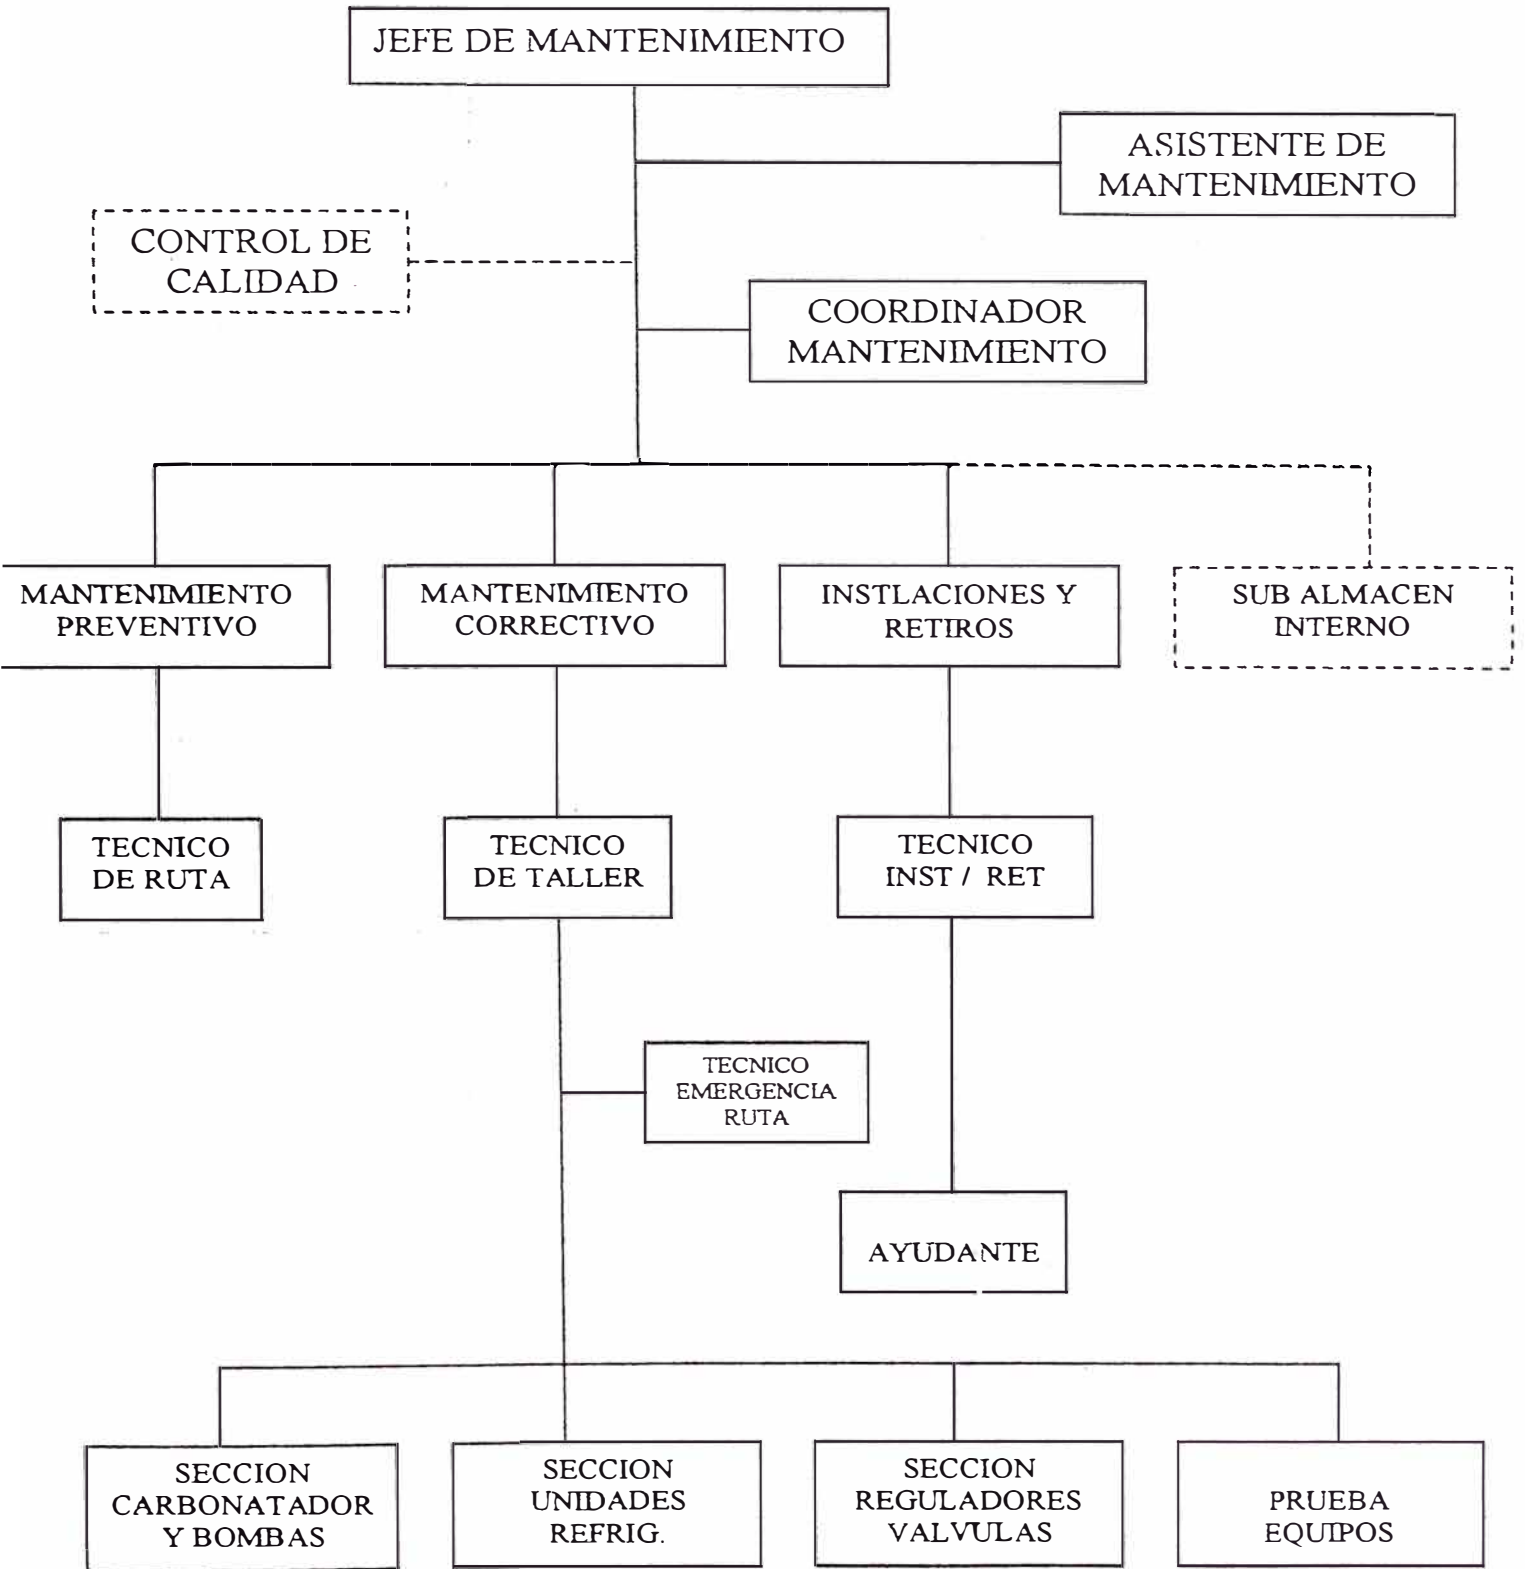 JEFE DE MANTENIMIENTO
ASISTENTE DE
MANTENIMIENTO
CONTROL DE
CALIDAD
COORDINADOR
MANTENIMIENTO
MANTENIMIENTO
PREVENTIVO
MANTENIMIENTO
CORRECTIVO
INSTLACIONES Y
RETIROS
SUB ALMACEN
INTERNO
TECNICO
DE RUTA
TECNICO
DE TALLER
TECNICO
INST / RET
TECNICO
EMERGENCIA
RUTA
AYUDANTE
SECCION
CARBONATADOR
Y BOMBAS
SECCION
UNIDADES
REFRIG.
SECCION
REGULADORES
VALVULAS
PRUEBA
EQUIPOS